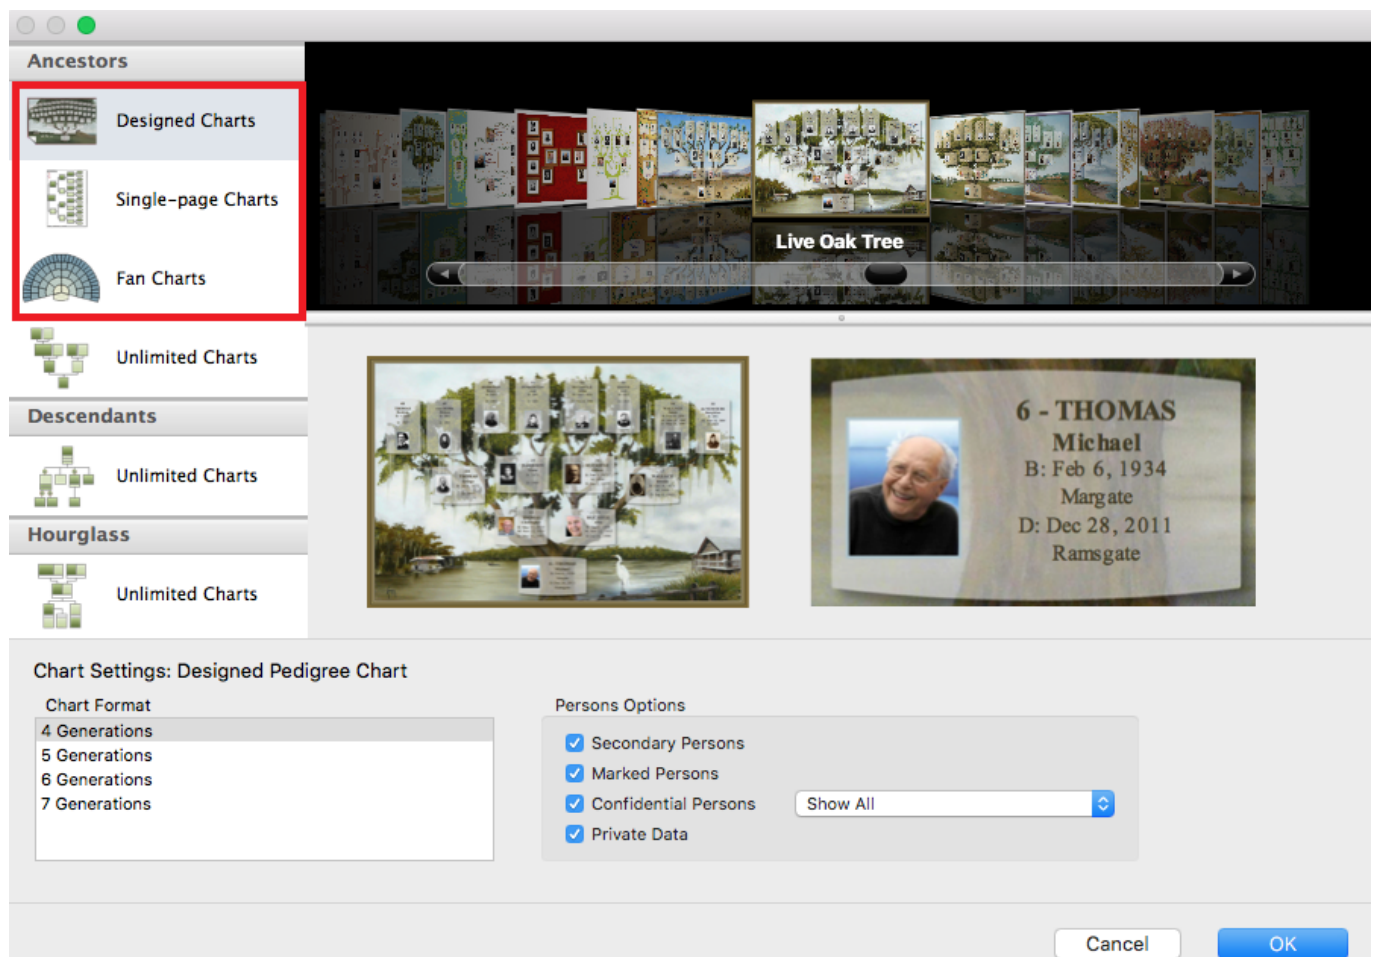 Ancestors
Designed Charts
Single-page Charts
Fan Charts
Unlimited Charts
Descendants
Unlimited Charts
Hourglass
Unlimited Charts
Live Oak Tree
6 - THOMAS
Michael
B: Feb 6, 1934
Margate
D: Dec 28, 2011
Ramsgate
Chart Settings: Designed Pedigree Chart
Chart Format
4 Generations
5 Generations
6 Generations
7 Generations
Persons Options
Secondary Persons
Marked Persons
Confidential Persons
Show All
Private Data
Cancel
OK